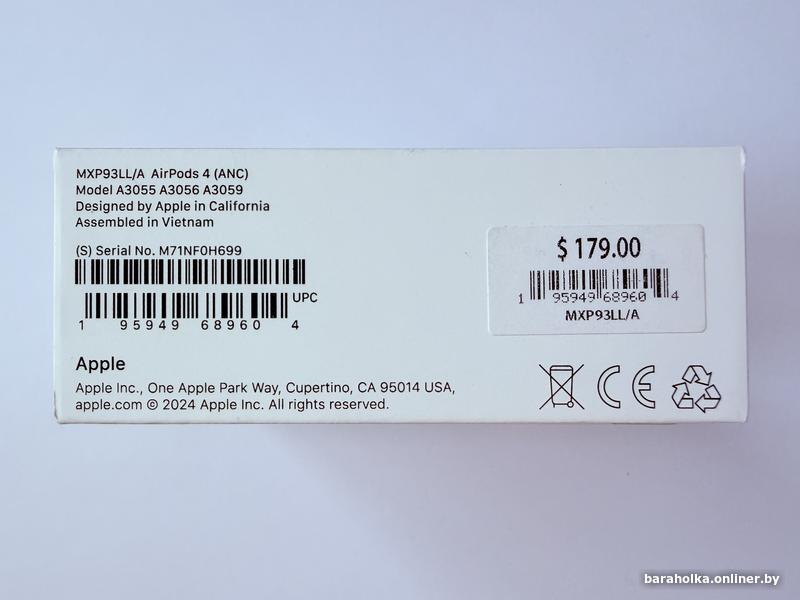 MXP93LL/A AirPods 4 (ANC)
Model A3055 A3056 A3059
Designed by Apple in California
Assembled in Vietnam
(S) Serial No. M71NF0H699
UPC
1 95949 68960 4
$ 179.00
1 95949 68960 4
MXP93LL/A
Apple
Apple Inc., One Apple Park Way, Cupertino, CA 95014 USA,
apple.com © 2024 Apple Inc. All rights reserved.
CE
baraholka.onliner.by